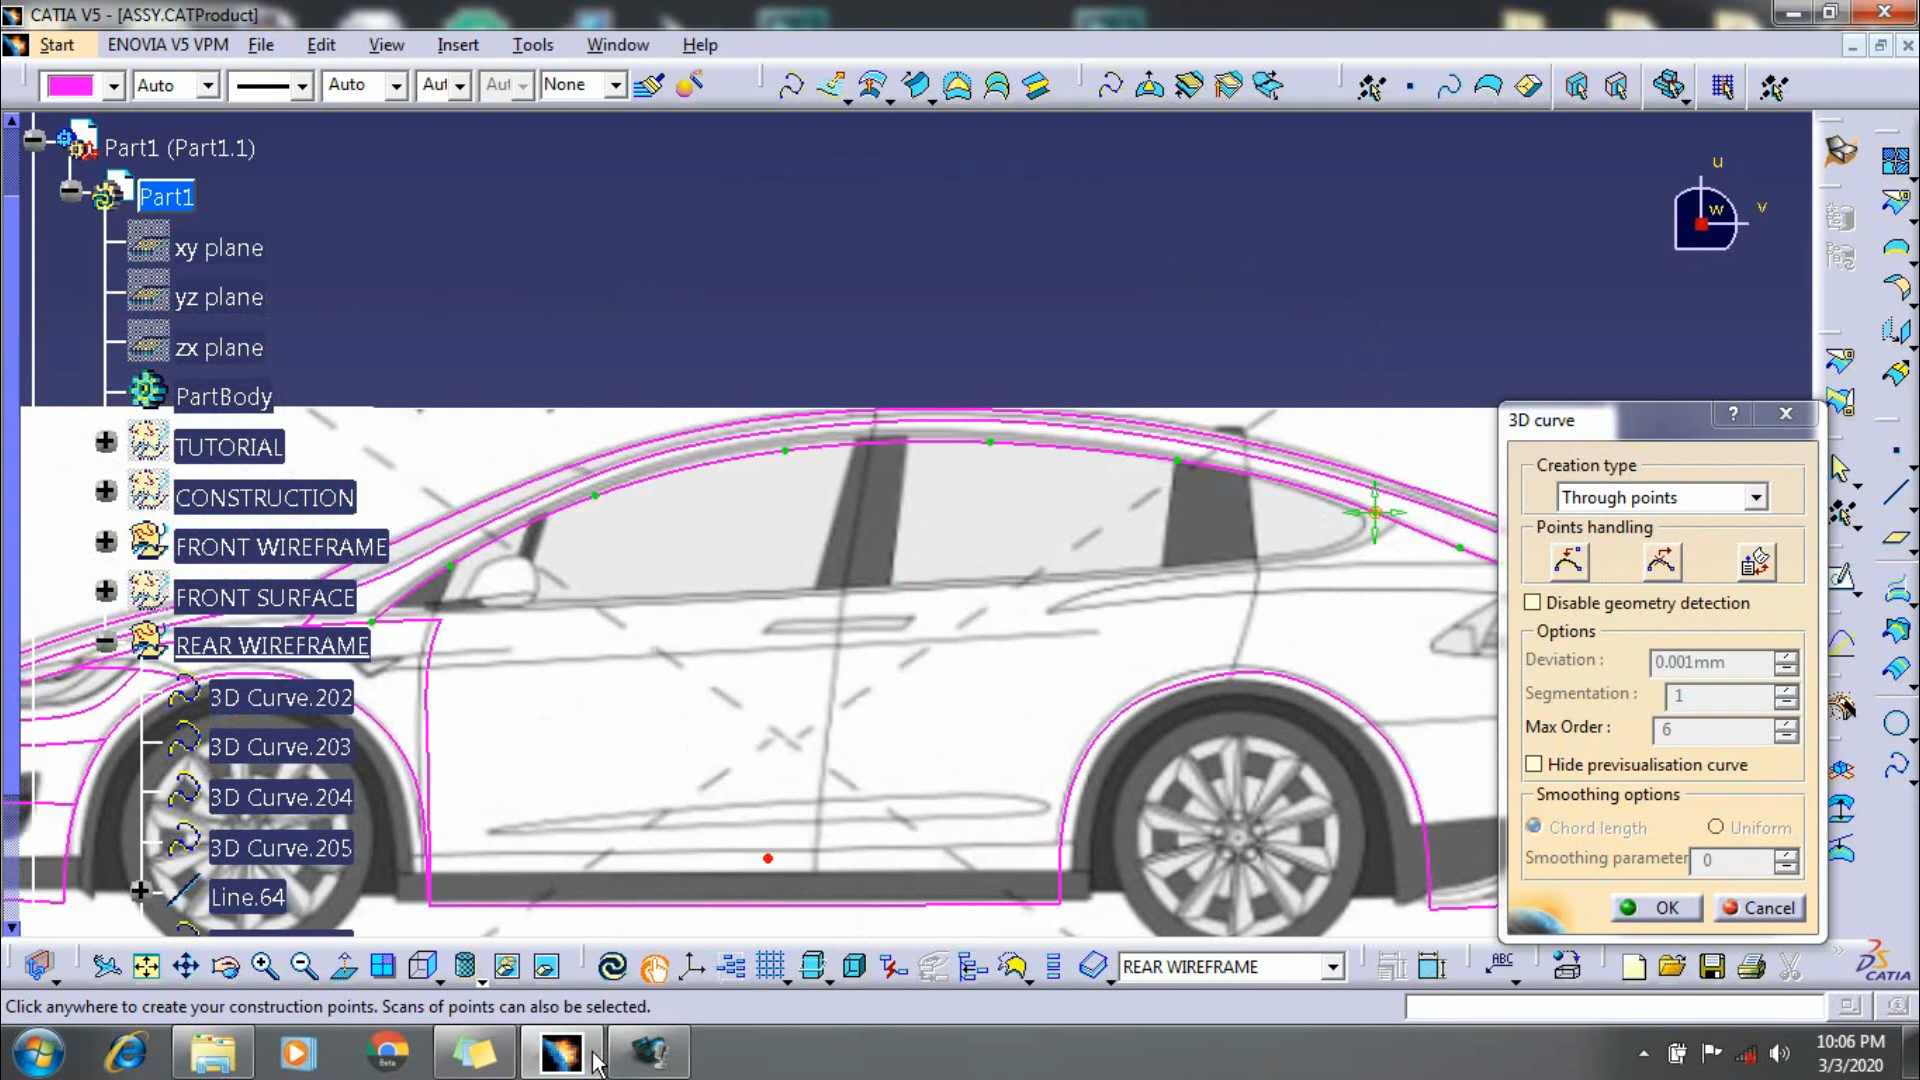 CATIA V5 - [ASSY.CATProduct]
Start ENOVIA V5 VPM File Edit View Insert Tools Window Help
Auto Auto Aut Aut None
Part1 (Part1.1)
Part1
xy plane
yz plane
zx plane
PartBody
TUTORIAL
CONSTRUCTION
FRONT WIREFRAME
FRONT SURFACE
REAR WIREFRAME
3D Curve.202
3D Curve.203
3D Curve.204
3D Curve.205
Line.64
u
v
w
3D curve
Creation type
Through points
Points handling
Disable geometry detection
Options
Deviation : 0.001mm
Segmentation : 1
Max Order : 6
Hide previsualisation curve
Smoothing options
Chord length Uniform
Smoothing parameter 0
OK Cancel
REAR WIREFRAME
ABC
CATIA
Click anywhere to create your construction points. Scans of points can also be selected.
Beta
10:06 PM
3/3/2020